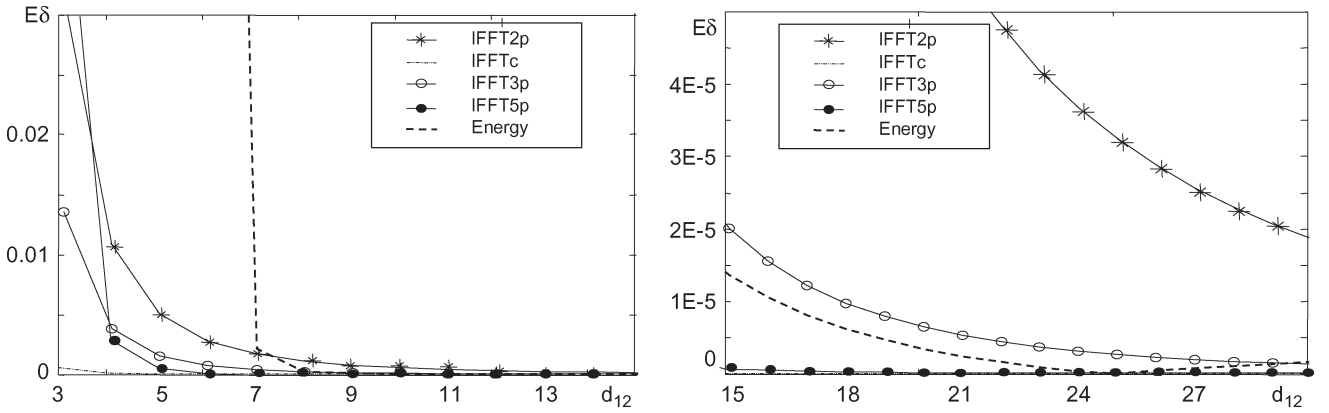 Eδ
IFFT2p
IFFTc
IFFT3p
IFFT5p
Energy
0.02
0.01
0
3 5 7 9 11 13 d12
Eδ
IFFT2p
IFFTc
IFFT3p
IFFT5p
Energy
4E-5
3E-5
2E-5
1E-5
0
15 18 21 24 27 d12